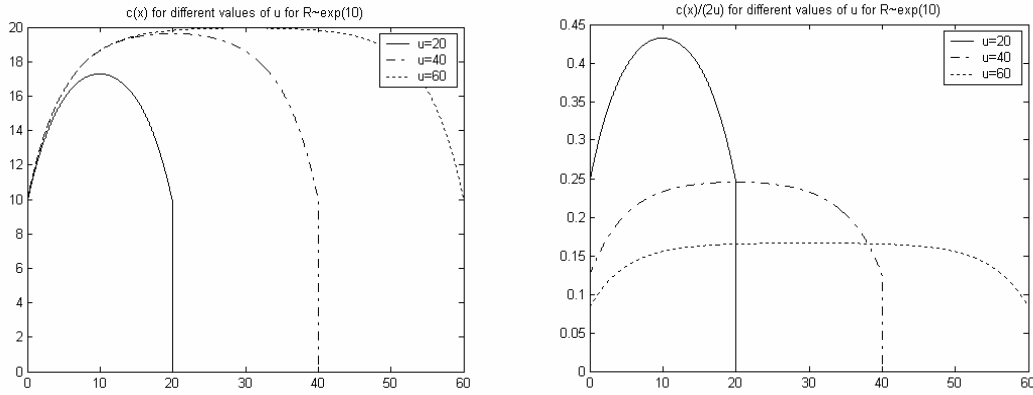 c(x) for different values of u for R~exp(10)
20
18
16
14
12
10
8
6
4
2
0
0 10 20 30 40 50 60
u=20
u=40
u=60
c(x)/(2u) for different values of u for R~exp(10)
0.45
0.4
0.35
0.3
0.25
0.2
0.15
0.1
0.05
0
0 10 20 30 40 50 60
u=20
u=40
u=60